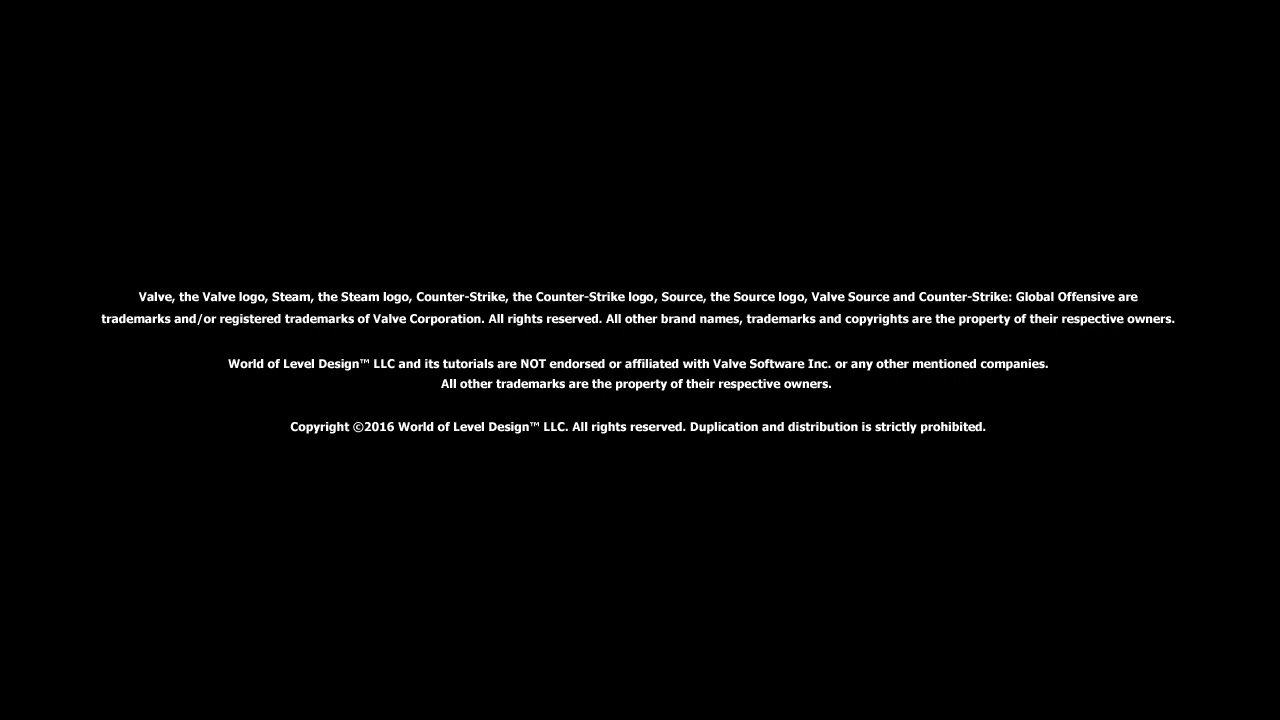 Valve, the Valve logo, Steam, the Steam logo, Counter-Strike, the Counter-Strike logo, Source, the Source logo, Valve Source and Counter-Strike: Global Offensive are
trademarks and/or registered trademarks of Valve Corporation. All rights reserved. All other brand names, trademarks and copyrights are the property of their respective owners.
World of Level Design™ LLC and its tutorials are NOT endorsed or affiliated with Valve Software Inc. or any other mentioned companies.
All other trademarks are the property of their respective owners.
Copyright ©2016 World of Level Design™ LLC. All rights reserved. Duplication and distribution is strictly prohibited.